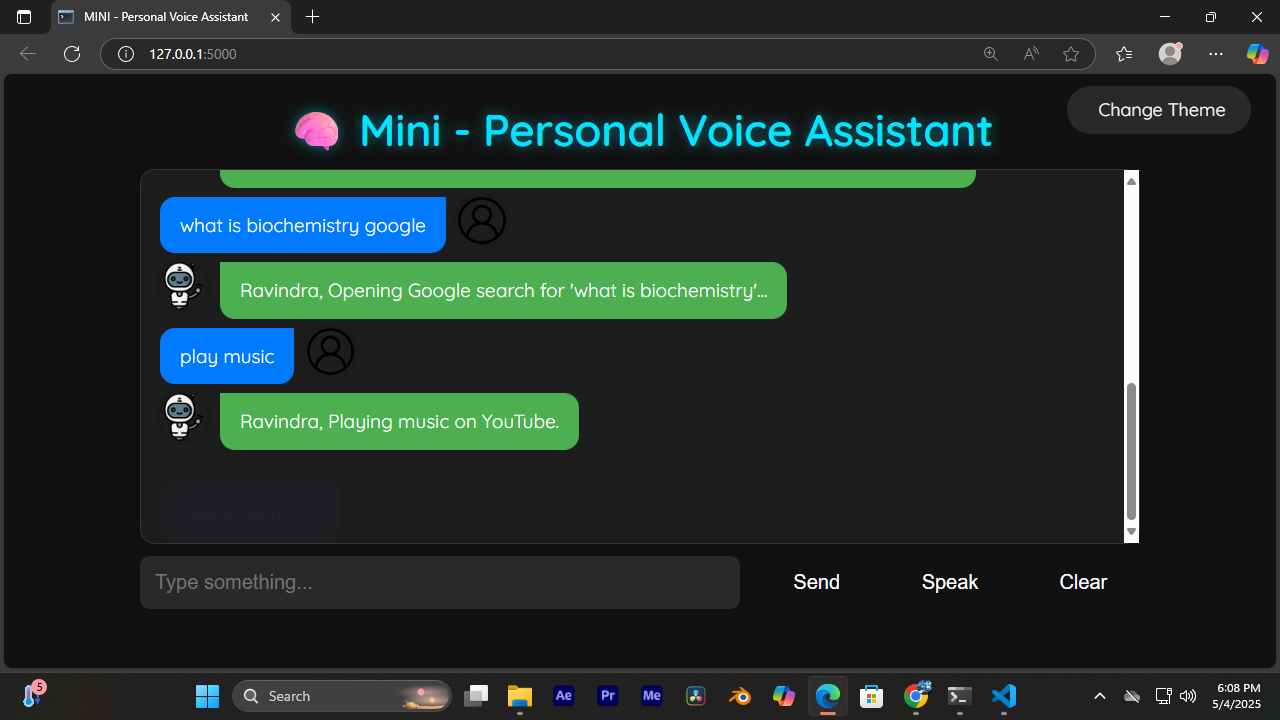 MINI - Personal Voice Assistant
127.0.0.1:5000
Change Theme
Mini - Personal Voice Assistant
what is biochemistry google
Ravindra, Opening Google search for 'what is biochemistry'...
play music
Ravindra, Playing music on YouTube.
take screenshot
Type something...
Send
Speak
Clear
5
Search
Ae
Pr
Me
6:08 PM
5/4/2025